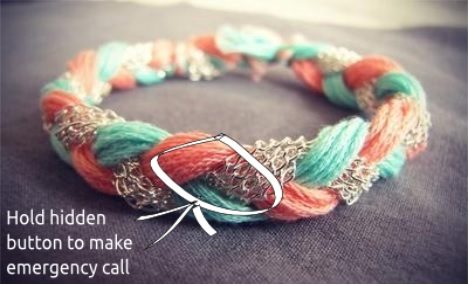 Hold hidden
button to make
emergency call